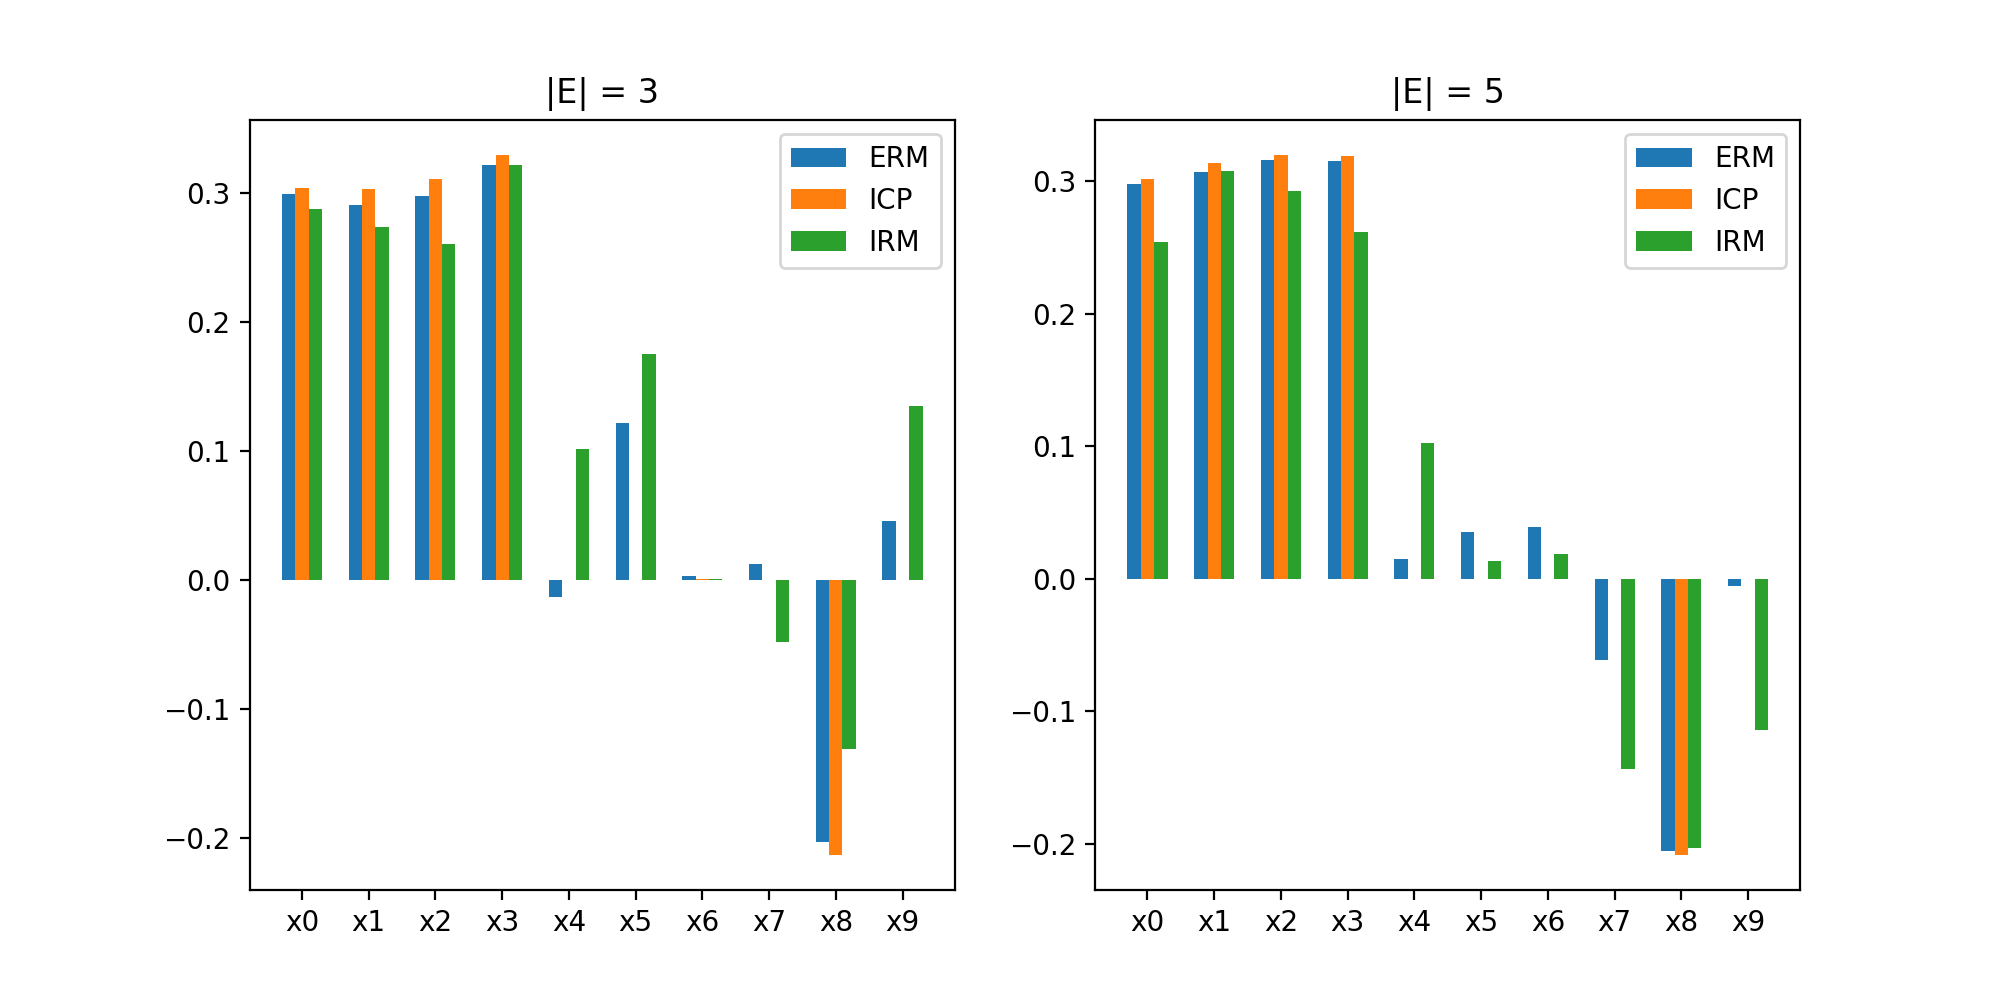 |E| = 3
ERM
ICP
IRM
0.3
0.2
0.1
0.0
−0.1
−0.2
x0 x1 x2 x3 x4 x5 x6 x7 x8 x9
|E| = 5
ERM
ICP
IRM
0.3
0.2
0.1
0.0
−0.1
−0.2
x0 x1 x2 x3 x4 x5 x6 x7 x8 x9